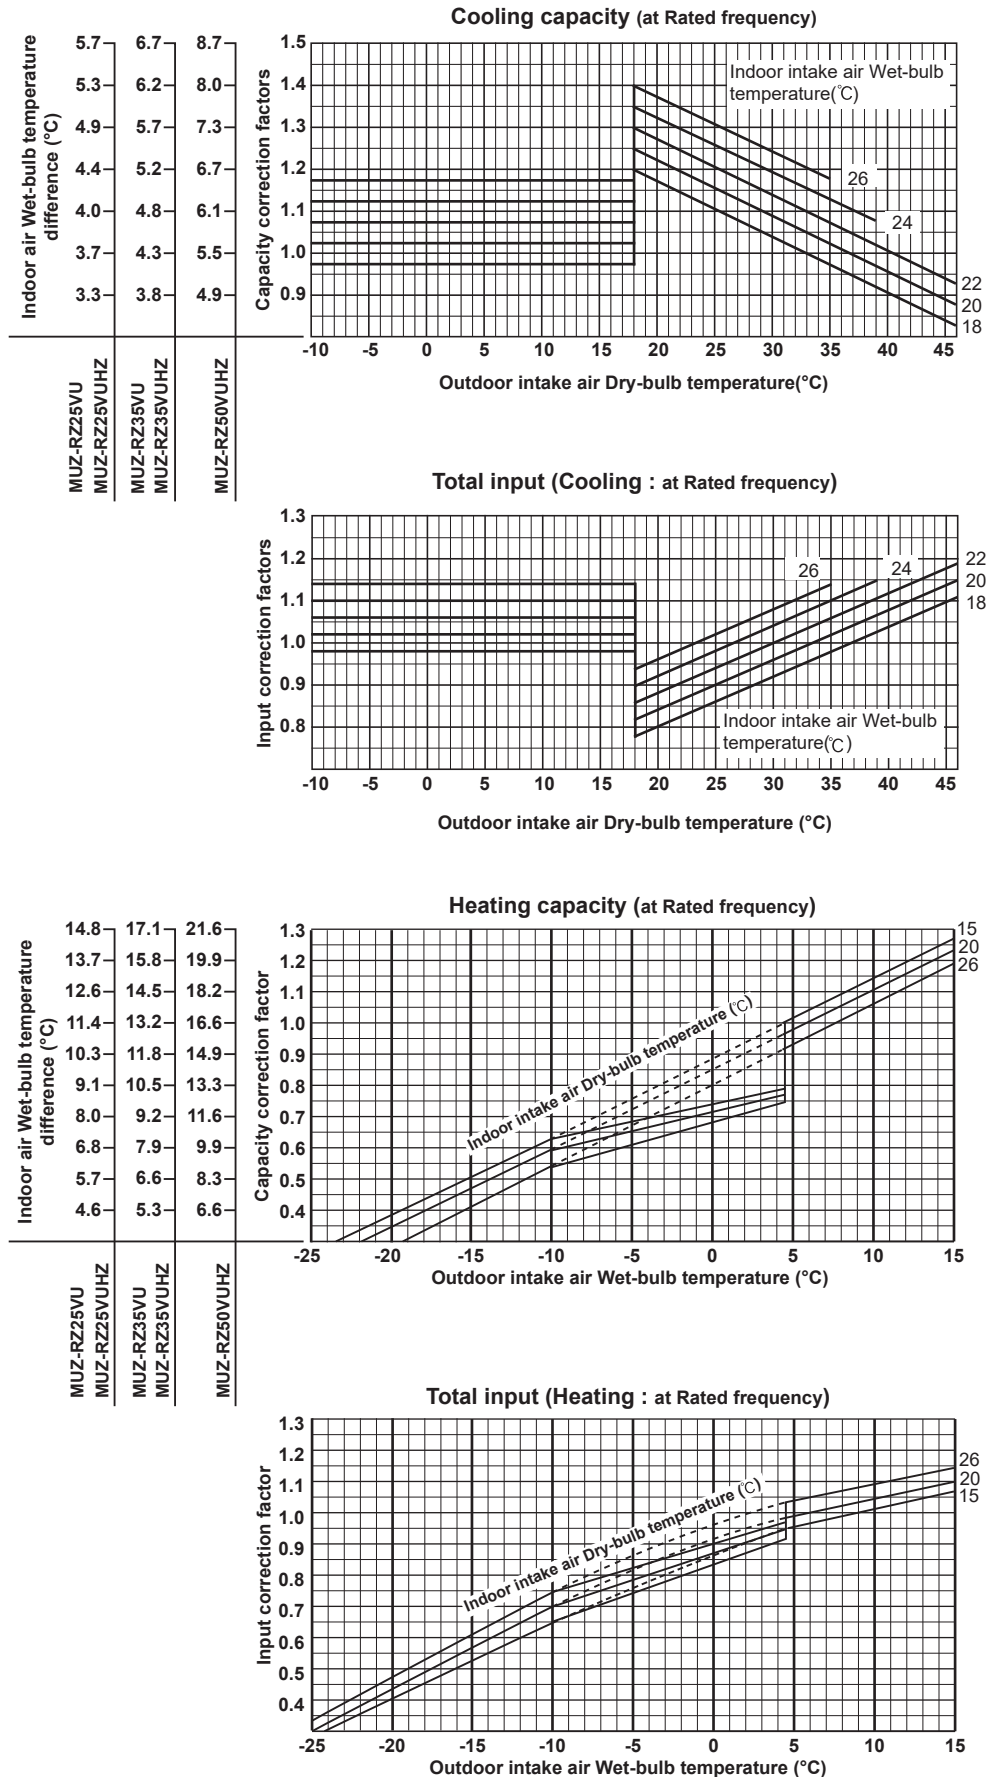 Cooling capacity (at Rated frequency)
Indoor air Wet-bulb temperature
difference (°C)
5.7 6.7 8.7
5.3 6.2 8.0
4.9 5.7 7.3
4.4 5.2 6.7
4.0 4.8 6.1
3.7 4.3 5.5
3.3 3.8 4.9
MUZ-RZ25VU
MUZ-RZ25VUHZ
MUZ-RZ35VU
MUZ-RZ35VUHZ
MUZ-RZ50VUHZ
Capacity correction factors
1.5
1.4
1.3
1.2
1.1
1.0
0.9
Indoor intake air Wet-bulb
temperature(℃)
26
24
22
20
18
-10 -5 0 5 10 15 20 25 30 35 40 45
Outdoor intake air Dry-bulb temperature(°C)
Total input (Cooling : at Rated frequency)
Input correction factors
1.3
1.2
1.1
1.0
0.9
0.8
26
24
22
20
18
Indoor intake air Wet-bulb
temperature(℃)
-10 -5 0 5 10 15 20 25 30 35 40 45
Outdoor intake air Dry-bulb temperature (°C)
Heating capacity (at Rated frequency)
Indoor air Wet-bulb temperature
difference (°C)
14.8 17.1 21.6
13.7 15.8 19.9
12.6 14.5 18.2
11.4 13.2 16.6
10.3 11.8 14.9
9.1 10.5 13.3
8.0 9.2 11.6
6.8 7.9 9.9
5.7 6.6 8.3
4.6 5.3 6.6
MUZ-RZ25VU
MUZ-RZ25VUHZ
MUZ-RZ35VU
MUZ-RZ35VUHZ
MUZ-RZ50VUHZ
Capacity correction factor
1.3
1.2
1.1
1.0
0.9
0.8
0.7
0.6
0.5
0.4
Indoor intake air Dry-bulb temperature (℃)
15
20
26
-25 -20 -15 -10 -5 0 5 10 15
Outdoor intake air Wet-bulb temperature (°C)
Total input (Heating : at Rated frequency)
Input correction factor
1.3
1.2
1.1
1.0
0.9
0.8
0.7
0.6
0.5
0.4
Indoor intake air Dry-bulb temperature (℃)
26
20
15
-25 -20 -15 -10 -5 0 5 10 15
Outdoor intake air Wet-bulb temperature (°C)